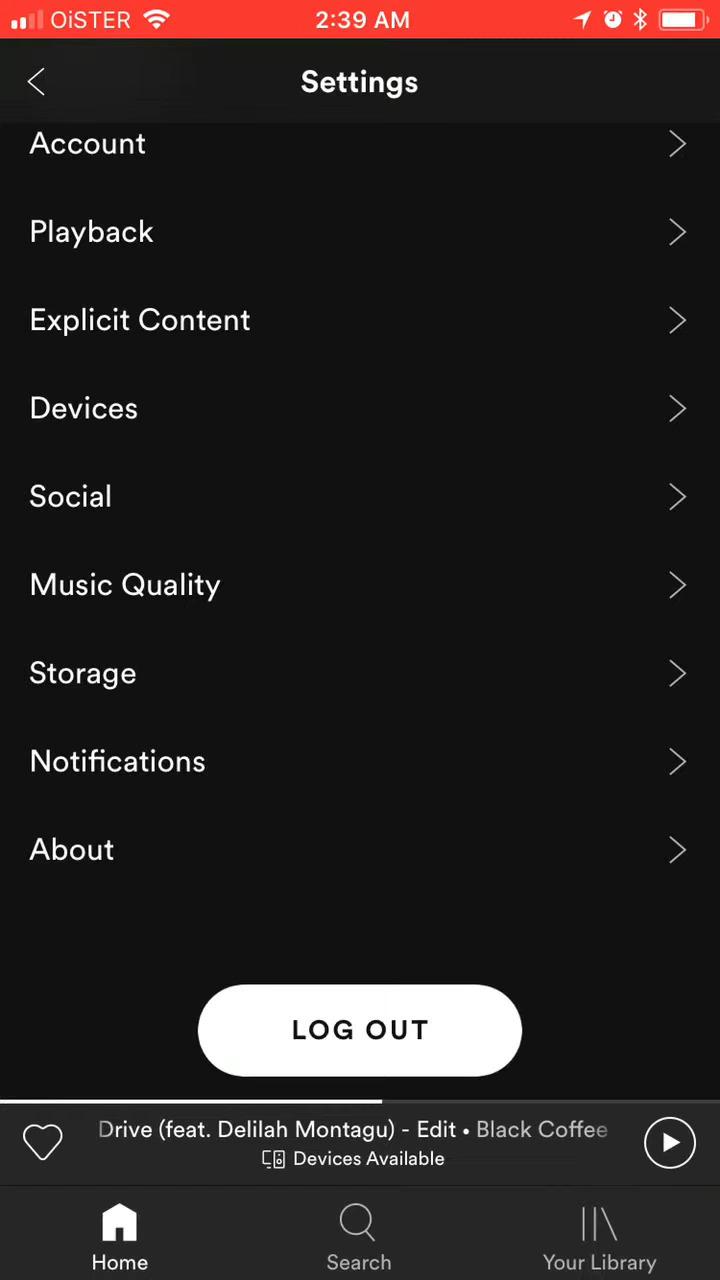 OiSTER
2:39 AM
Settings
Account
Playback
Explicit Content
Devices
Social
Music Quality
Storage
Notifications
About
LOG OUT
Drive (feat. Delilah Montagu) - Edit • Black Coffee
Devices Available
Home
Search
Your Library